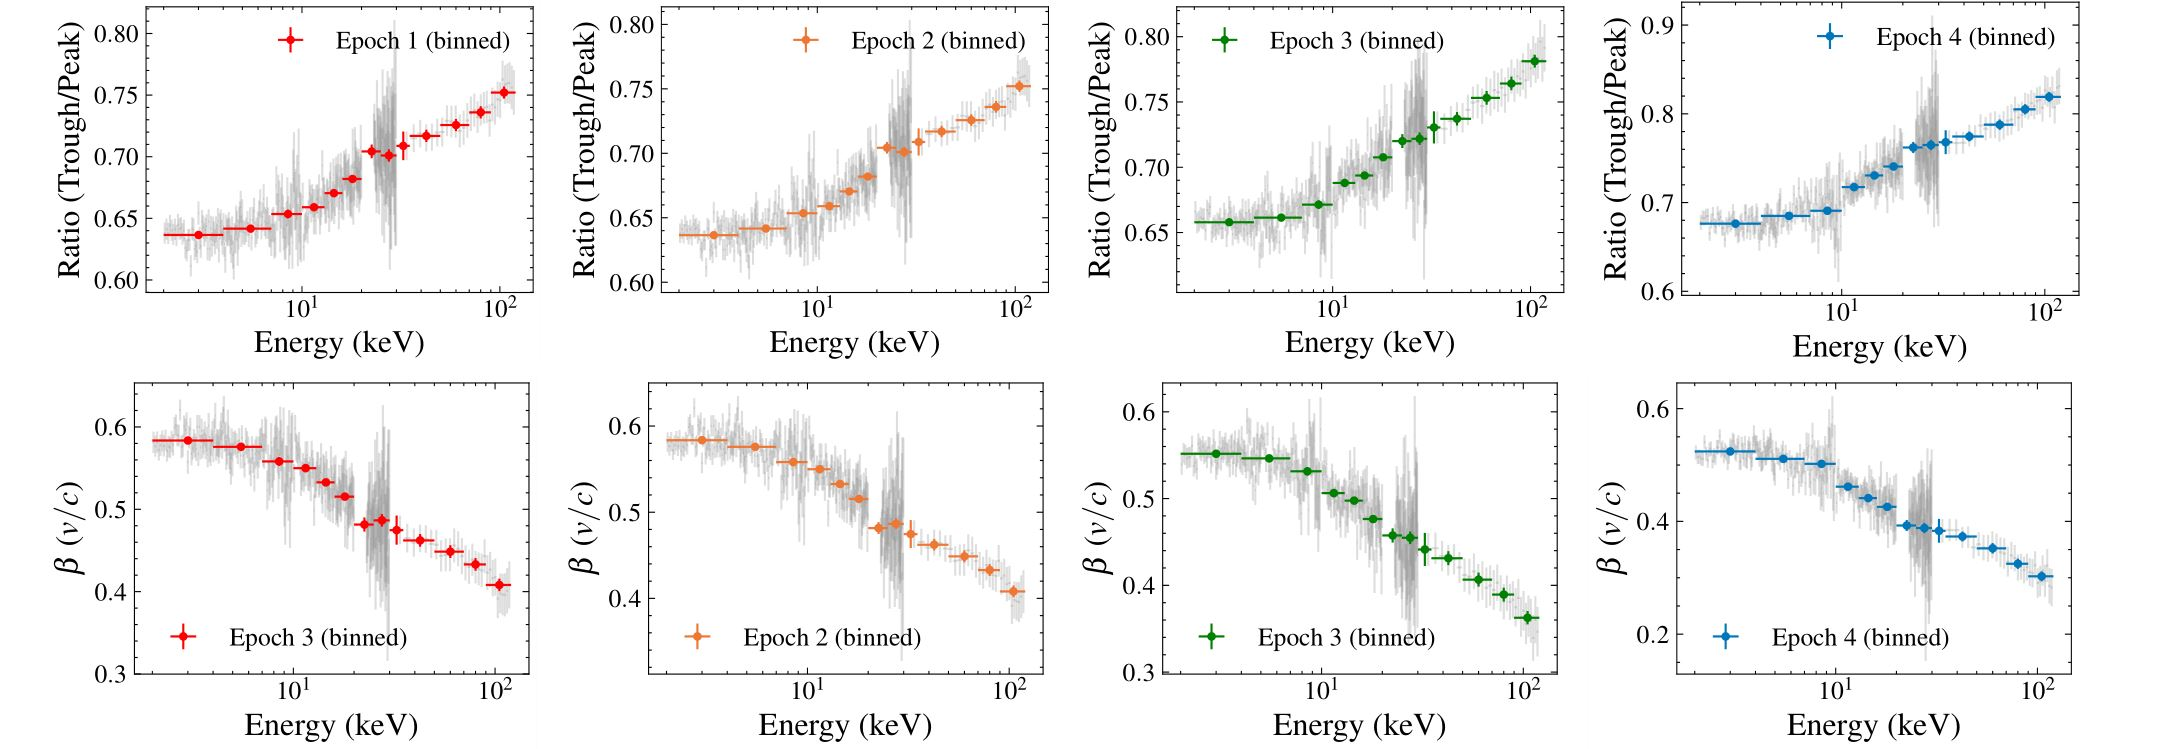 Ratio (Trough/Peak)
0.80
0.75
0.70
0.65
0.60
Epoch 1 (binned)
10¹
10²
Energy (keV)
Ratio (Trough/Peak)
0.80
0.75
0.70
0.65
0.60
Epoch 2 (binned)
10¹
10²
Energy (keV)
Ratio (Trough/Peak)
0.80
0.75
0.70
0.65
Epoch 3 (binned)
10¹
10²
Energy (keV)
Ratio (Trough/Peak)
0.9
0.8
0.7
0.6
Epoch 4 (binned)
10¹
10²
Energy (keV)
β (v/c)
0.6
0.5
0.4
0.3
Epoch 3 (binned)
10¹
10²
Energy (keV)
β (v/c)
0.6
0.5
0.4
Epoch 2 (binned)
10¹
10²
Energy (keV)
β (v/c)
0.6
0.5
0.4
0.3
Epoch 3 (binned)
10¹
10²
Energy (keV)
β (v/c)
0.6
0.4
0.2
Epoch 4 (binned)
10¹
10²
Energy (keV)